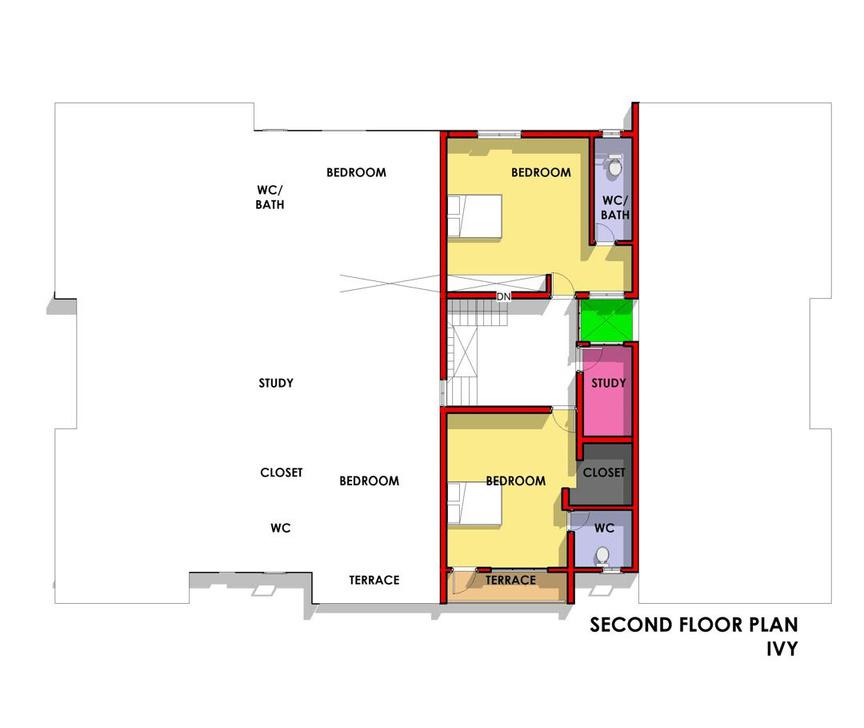 BEDROOM
BEDROOM
WC/
BATH
WC/
BATH
DN
STUDY
STUDY
CLOSET
BEDROOM
BEDROOM
CLOSET
WC
WC
TERRACE
TERRACE
SECOND FLOOR PLAN
IVY